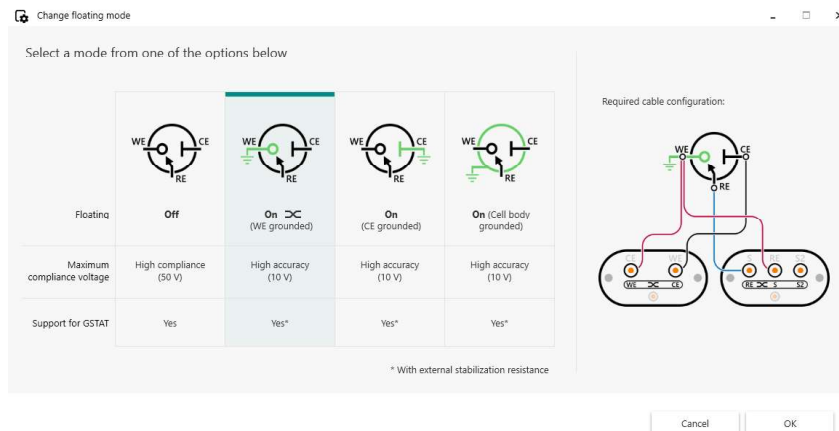 Change floating mode
Select a mode from one of the options below
WE CE
RE
WE CE
RE
WE CE
RE
WE CE
RE
Floating
Off
On
(WE grounded)
On
(CE grounded)
On (Cell body
grounded)
Maximum
compliance voltage
High compliance
(50 V)
High accuracy
(10 V)
High accuracy
(10 V)
High accuracy
(10 V)
Support for GSTAT
Yes
Yes*
Yes*
Yes*
* With external stabilization resistance
Required cable configuration:
WE CE
RE
CE WE
WE CE
S RE S2
RE S S2
Cancel
OK